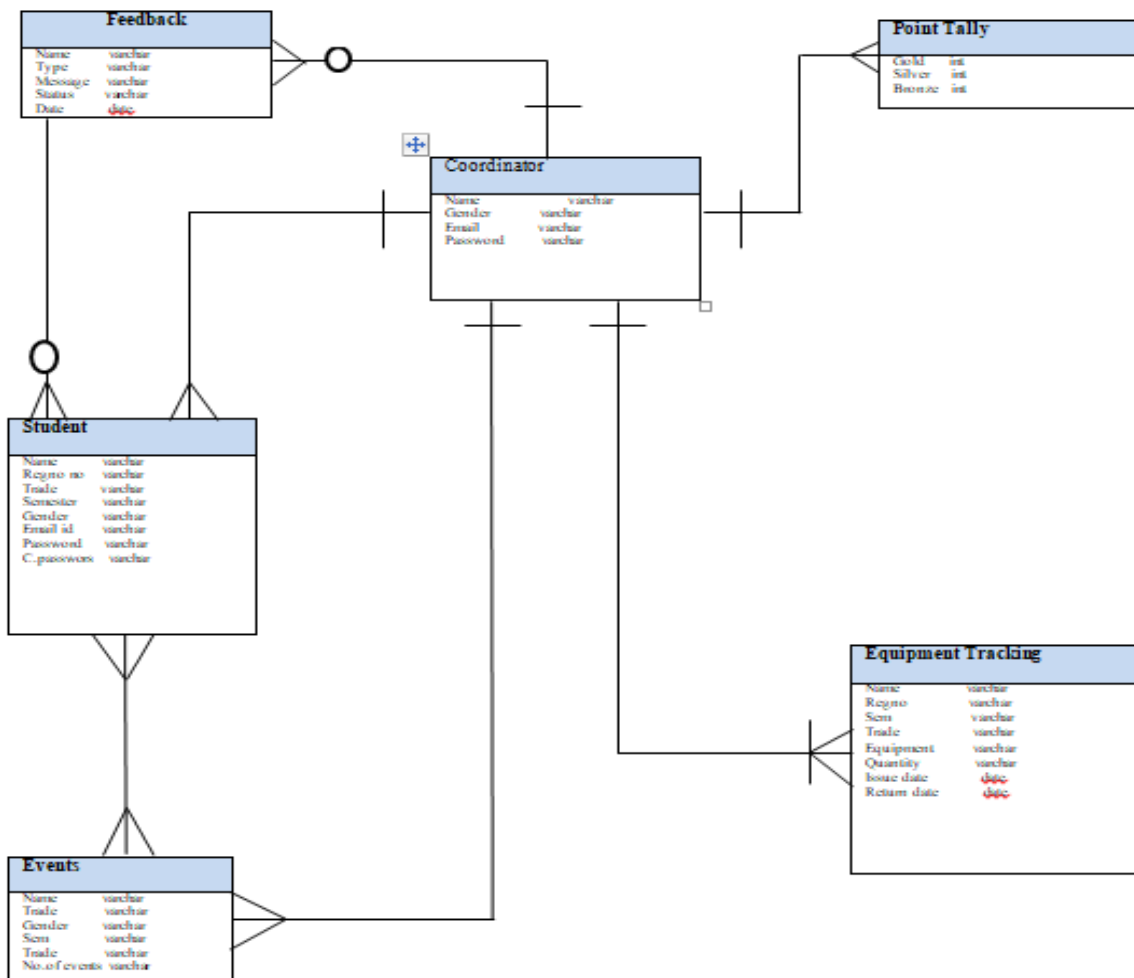 Feedback
Name varchar
Type varchar
Message varchar
Status varchar
Date date
Point Tally
Gold int
Silver int
Bronze int
Coordinator
Name varchar
Gender varchar
Email varchar
Password varchar
Student
Name varchar
Regno no varchar
Trade varchar
Semester varchar
Gender varchar
Email id varchar
Password varchar
C.passwors varchar
Equipment Tracking
Name varchar
Regno varchar
Sem varchar
Trade varchar
Equipment varchar
Quantity varchar
Issue date date
Return date date
Events
Name varchar
Trade varchar
Gender varchar
Sem varchar
Trade varchar
No.of events varchar